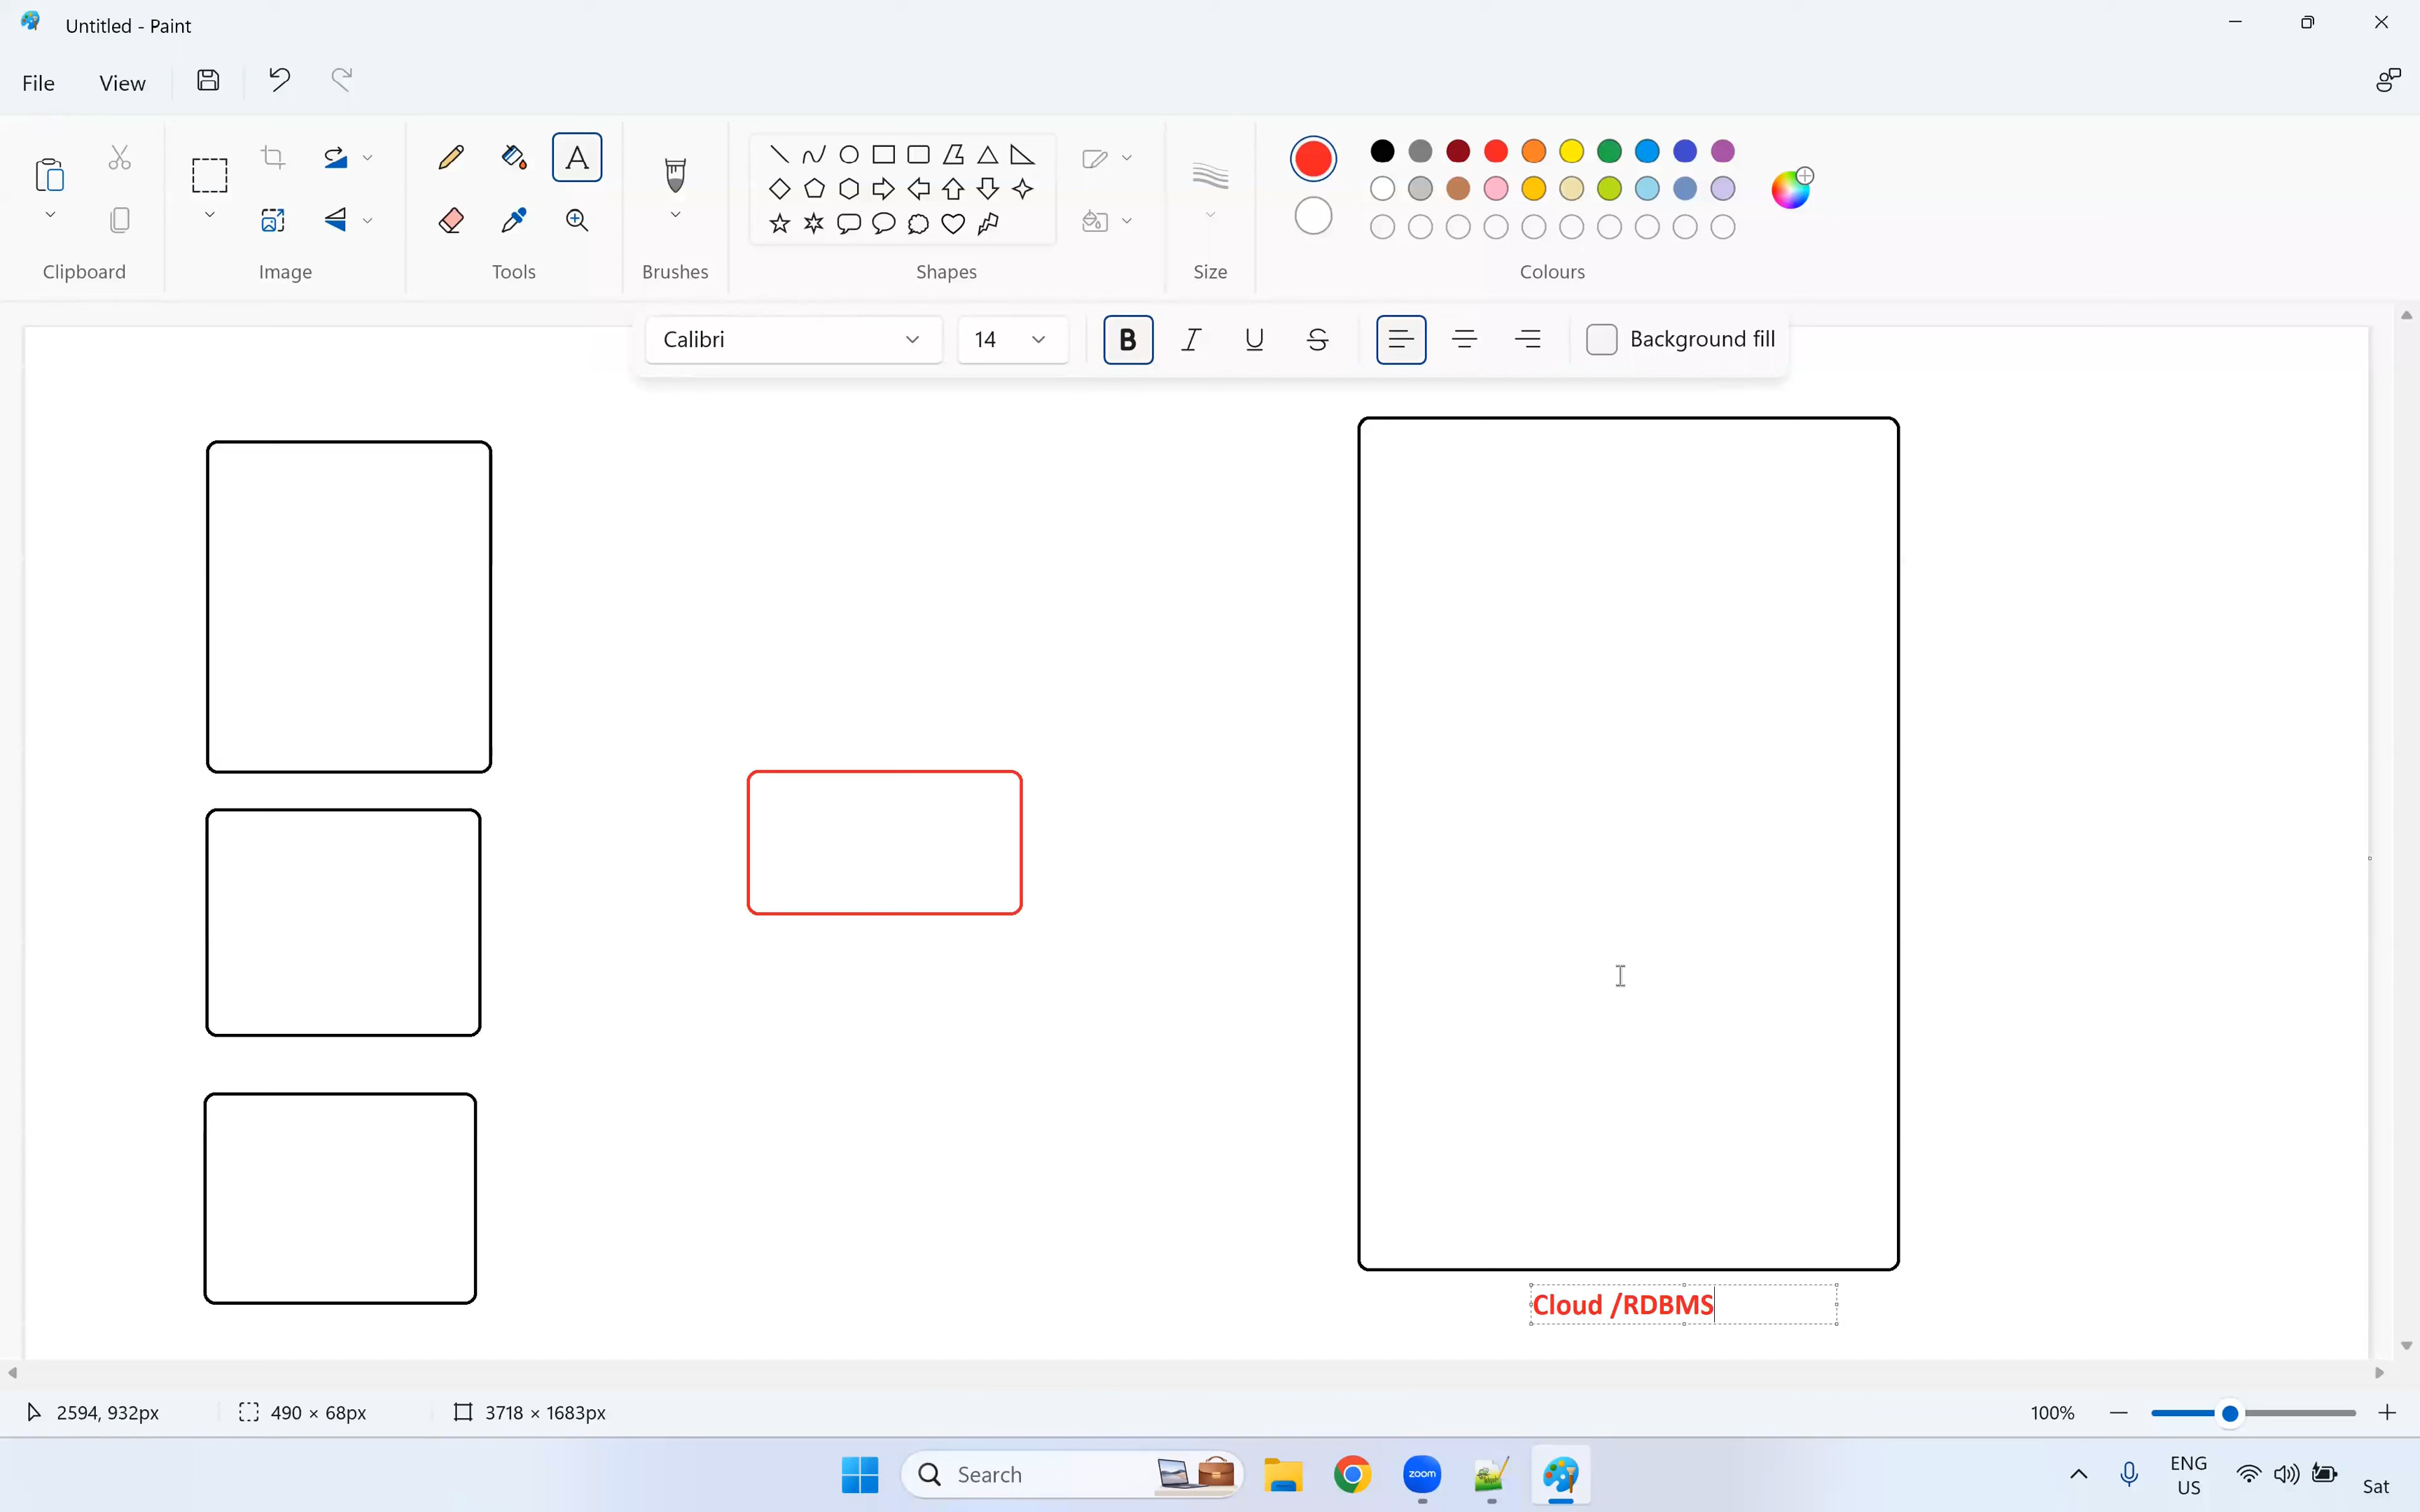 Untitled - Paint
File View
Clipboard Image Tools Brushes Shapes Size Colours
Calibri 14 B I U S Background fill
Cloud /RDBMS
2594, 932px 490 × 68px 3718 × 1683px 100%
Search zoom ENG
US Sat